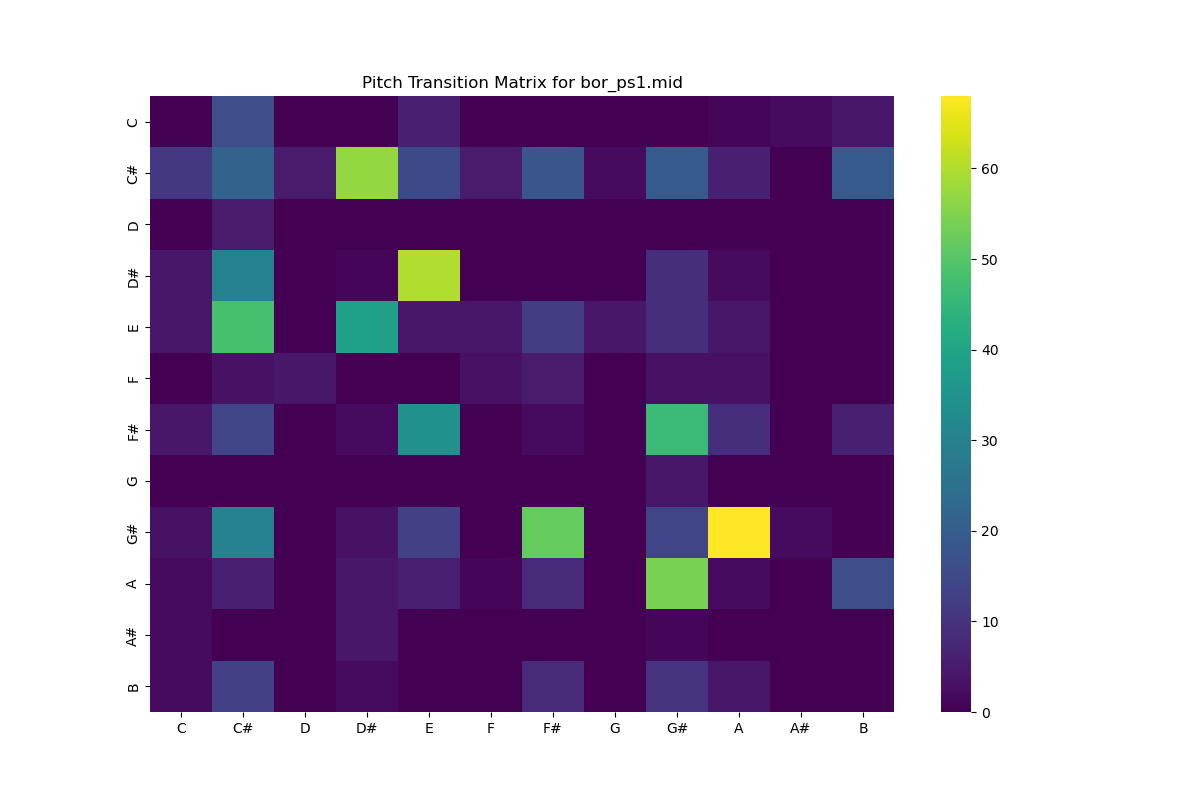 Pitch Transition Matrix for bor_ps1.mid
C
C#
D
D#
E
F
F#
G
G#
A
A#
B
C C# D D# E F F# G G# A A# B
60
50
40
30
20
10
0